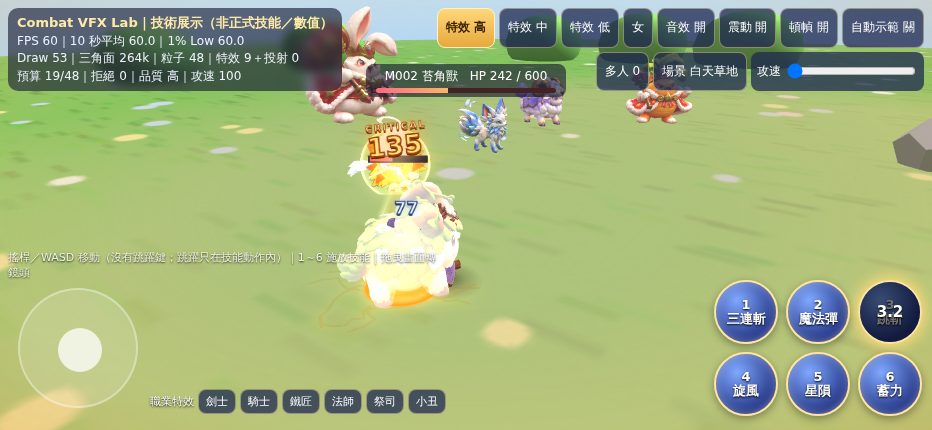 Combat VFX Lab｜技術展示（非正式技能／數值）
FPS 60｜10 秒平均 60.0｜1% Low 60.0
Draw 53｜三角面 264k｜粒子 48｜特效 9＋投射 0
預算 19/48｜拒絕 0｜品質 高｜攻速 100
特效 高
特效 中
特效 低
女
音效 開
震動 開
頓幀 開
自動示範 關
多人 0
場景 白天草地
攻速
M002 苔角獸 HP 242 / 600
CRITICAL
135
77
搖桿／WASD 移動（沒有跳躍鍵；跳躍只在技能動作內）｜1～6 施放技能｜拖曳畫面轉
鏡頭
1
三連斬
2
魔法彈
3
3.2
跳斬
4
旋風
5
星隕
6
蓄力
職業特效
劍士
騎士
鐵匠
法師
祭司
小丑